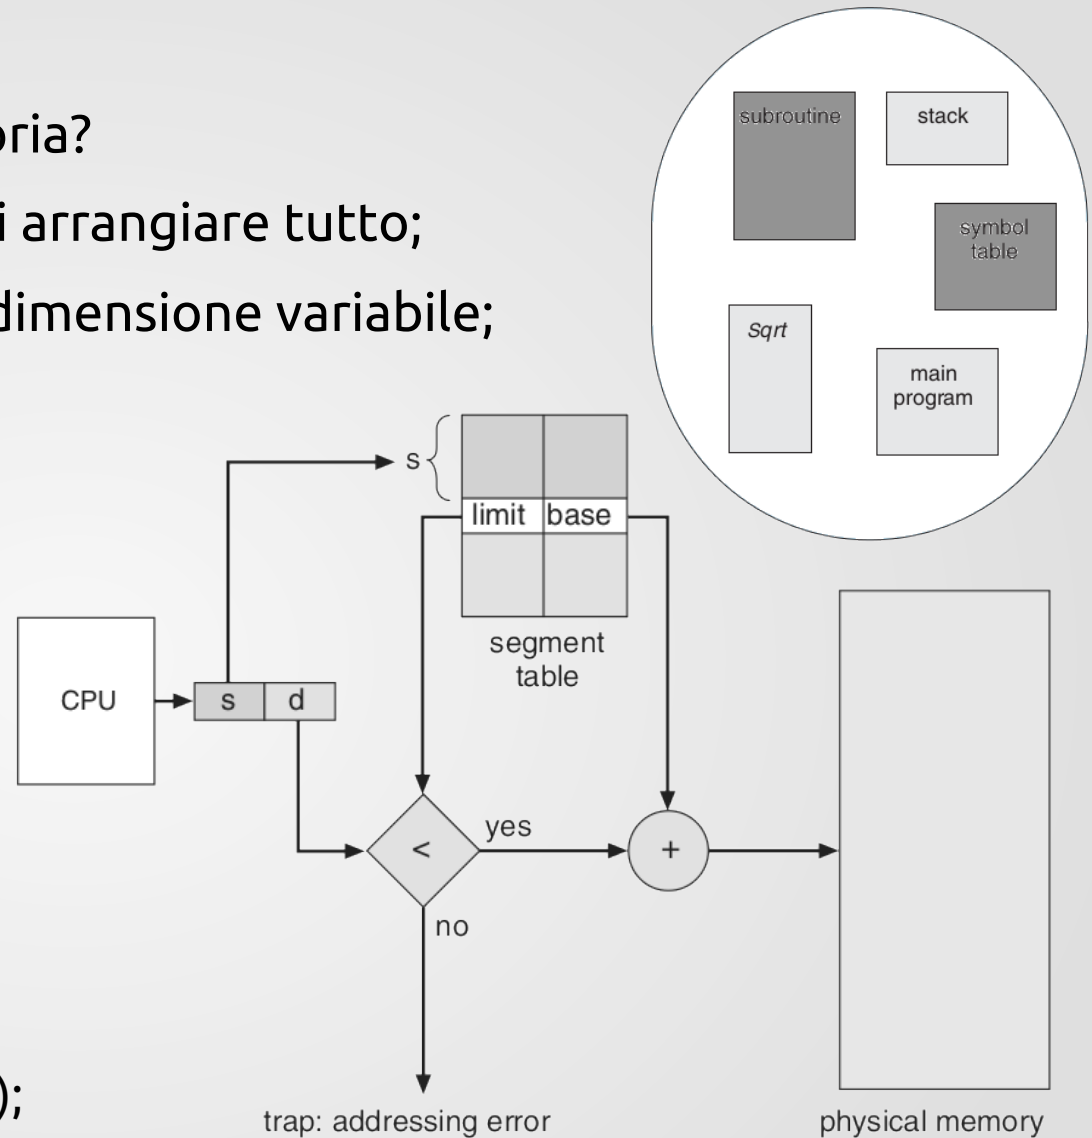 oria?
i arrangiare tutto;
dimensione variabile;
subroutine
stack
symbol
table
Sqrt
main
program
s
limit base
segment
table
CPU
s d
<
yes
+
no
);
trap: addressing error
physical memory